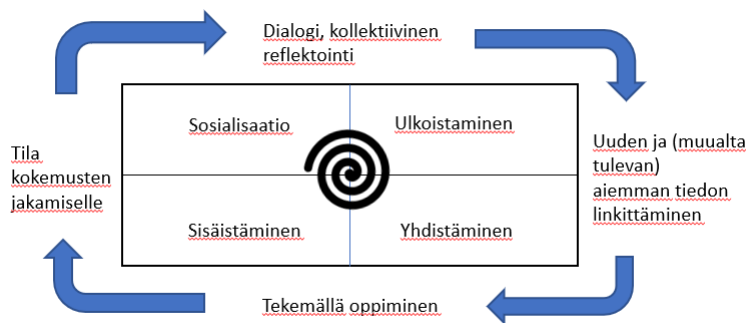 Dialogi, kollektiivinen
reflektointi
Sosialisaatio
Ulkoistaminen
Tila
kokemusten
jakamiselle
Uuden ja (muualta
tulevan)
aiemman tiedon
linkittäminen
Sisäistäminen
Yhdistäminen
Tekemällä oppiminen